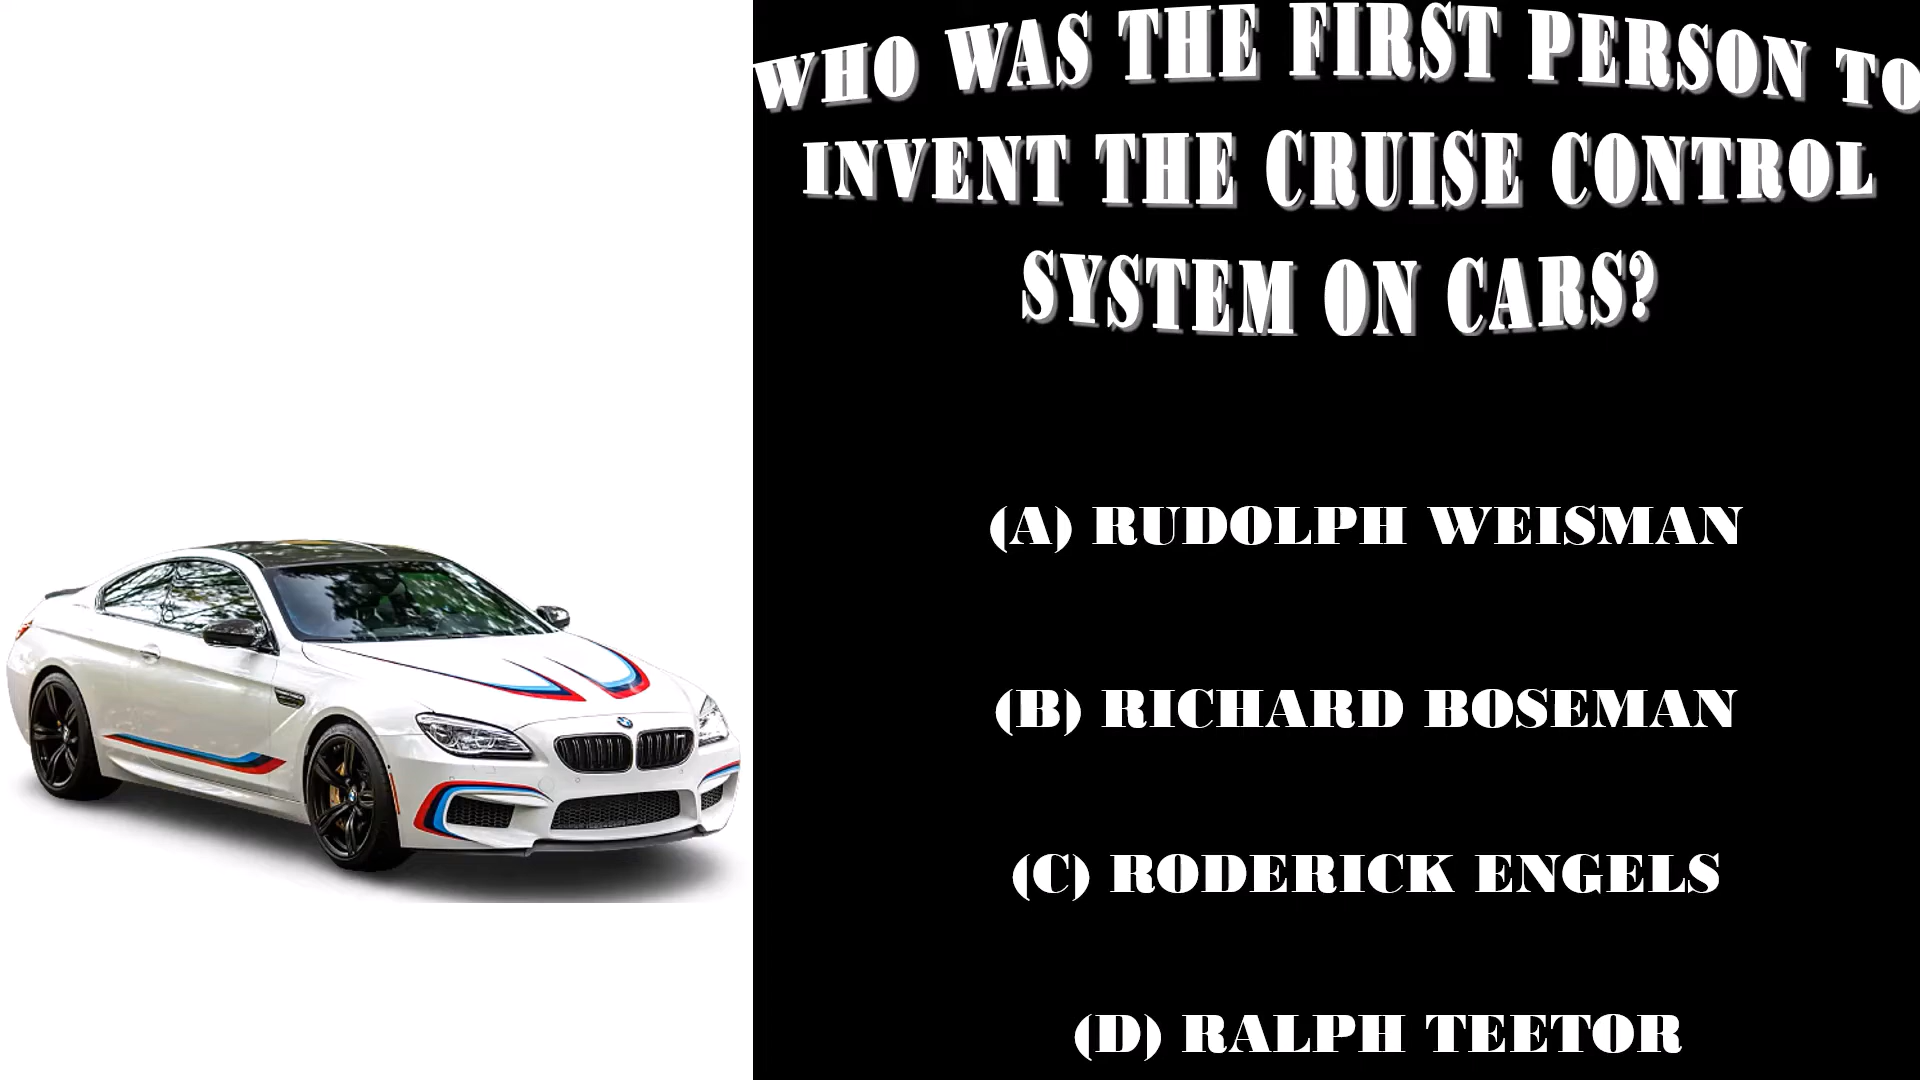 WHO WAS THE FIRST PERSON TO
INVENT THE CRUISE CONTROL
SYSTEM ON CARS?
(A) RUDOLPH WEISMAN
(B) RICHARD BOSEMAN
(C) RODERICK ENGELS
(D) RALPH TEETOR